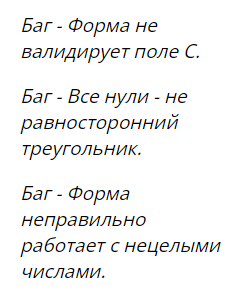 Баг - Форма не
валидирует поле C.
Баг - Все нули - не
равносторонний
треугольник.
Баг - Форма
неправильно
работает с нецелыми
числами.